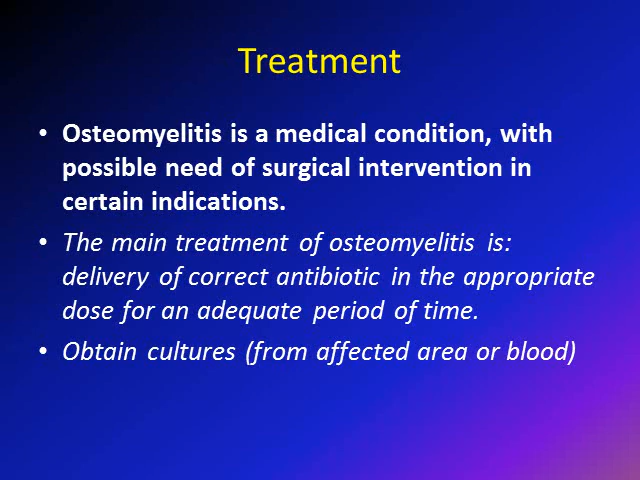 Treatment
• Osteomyelitis is a medical condition, with
possible need of surgical intervention in
certain indications.
• The main treatment of osteomyelitis is:
delivery of correct antibiotic in the appropriate
dose for an adequate period of time.
• Obtain cultures (from affected area or blood)